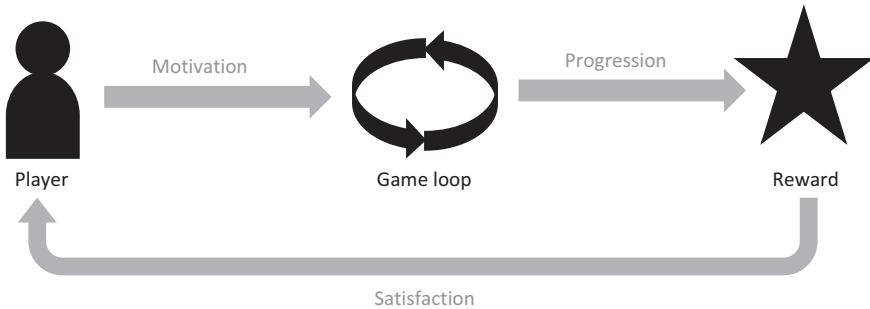 Motivation
Progression
Player
Game loop
Reward
Satisfaction